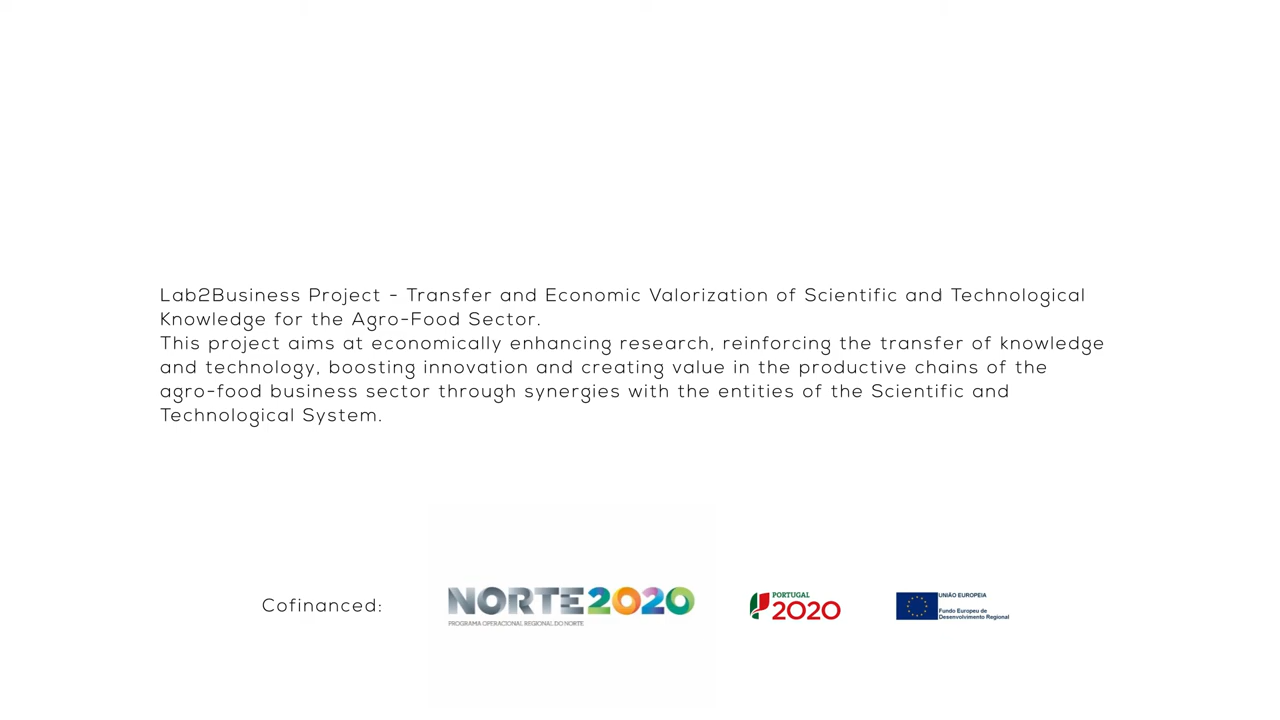 Lab2Business Project - Transfer and Economic Valorization of Scientific and Technological
Knowledge for the Agro-Food Sector.
This project aims at economically enhancing research, reinforcing the transfer of knowledge
and technology, boosting innovation and creating value in the productive chains of the
agro-food business sector through synergies with the entities of the Scientific and
Technological System.
Cofinanced:
NORTE2020
PROGRAMA OPERACIONAL REGIONAL DO NORTE
PORTUGAL
2020
UNIÃO EUROPEIA
Fundo Europeu de
Desenvolvimento Regional